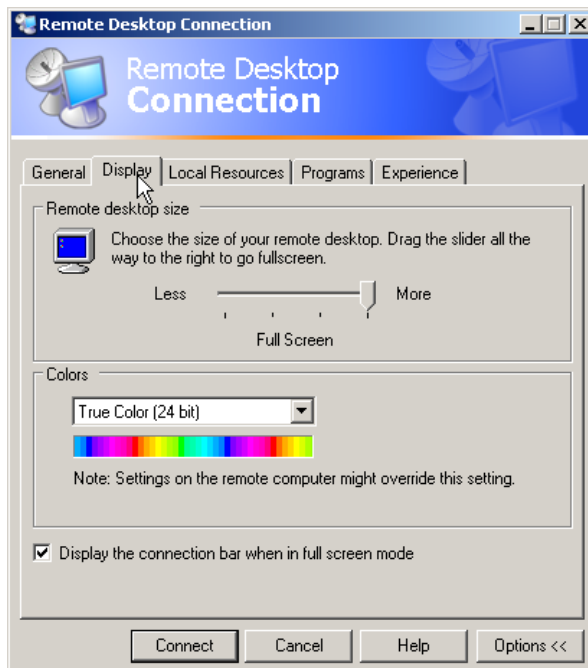 Remote Desktop Connection
Remote Desktop
Connection
General Display Local Resources Programs Experience
Remote desktop size
Choose the size of your remote desktop. Drag the slider all the
way to the right to go fullscreen.
Less More
Full Screen
Colors
True Color (24 bit)
Note: Settings on the remote computer might override this setting.
Display the connection bar when in full screen mode
Connect Cancel Help Options <<